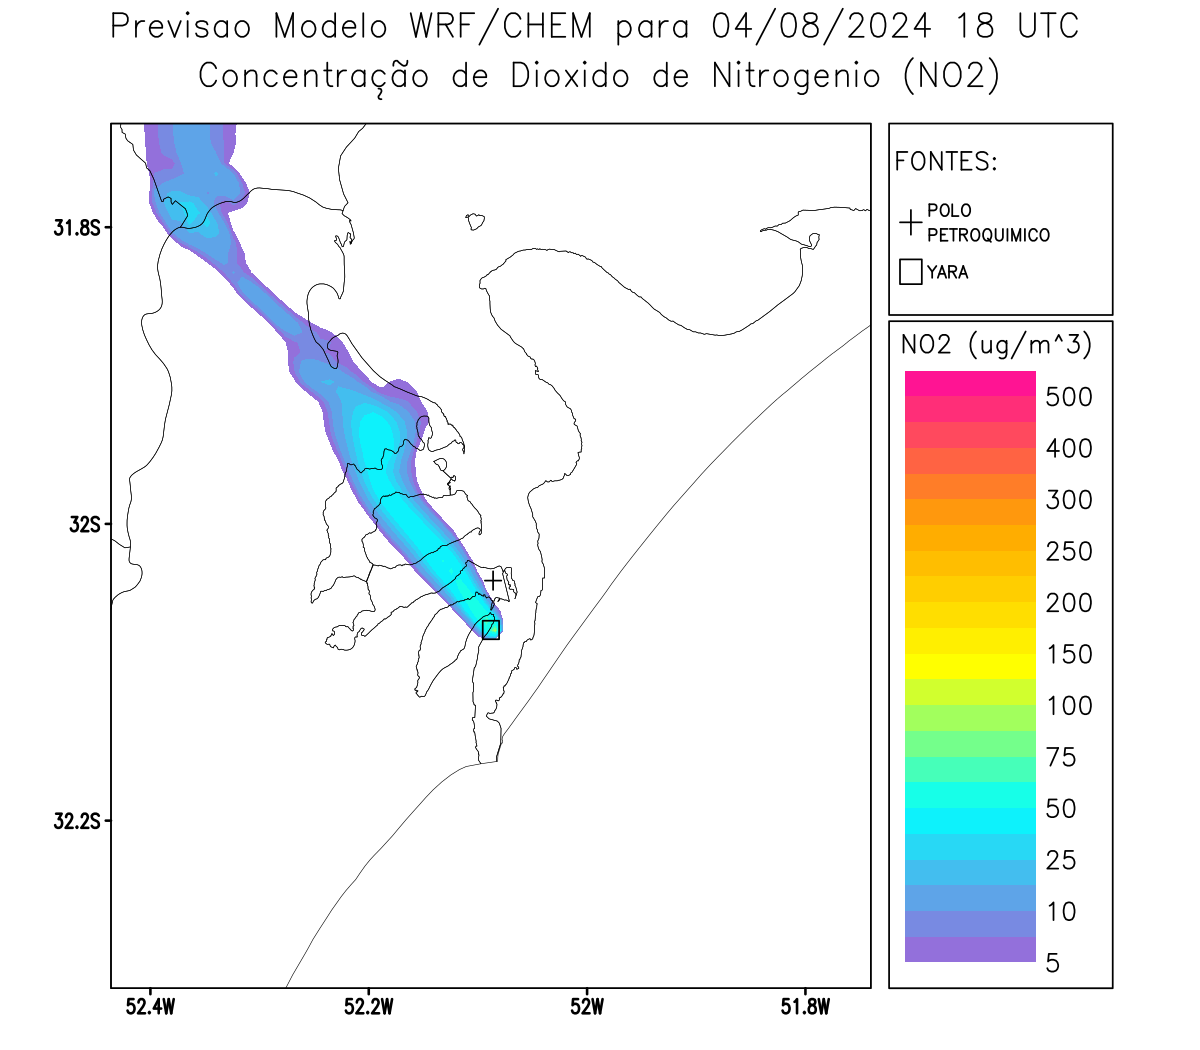 Previsao Modelo WRF/CHEM para 04/08/2024 18 UTC
Concentração de Dioxido de Nitrogenio (NO2)
FONTES:
POLO
PETROQUIMICO
YARA
31.8S
32S
32.2S
52.4W
52.2W
52W
51.8W
NO2 (ug/m^3)
500
400
300
250
200
150
100
75
50
25
10
5